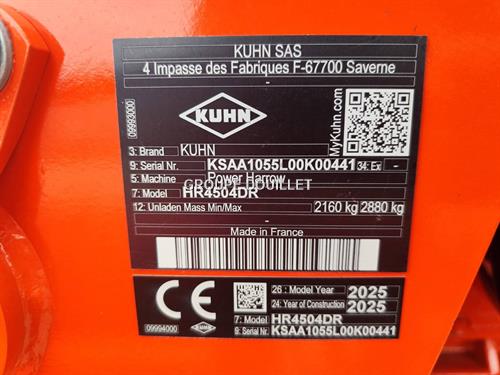 KUHN SAS
4 Impasse des Fabriques F-67700 Saverne
-
09993000
KUHN
MyKuhn.com
3: Brand KUHN
9: Serial Nr. KSAA1055L00K00441 34: Ex -
5: Machine Power Harrow
GROUPE DOUILLET
7: Model HR4504DR
12: Unladen Mass Min/Max 2160 kg 2880 kg
-
Made in France
CE
09994000
KUHN
26 : Model Year 2025
24: Year of Construction 2025
7: Model HR4504DR
9: Serial Nr. KSAA1055L00K00441